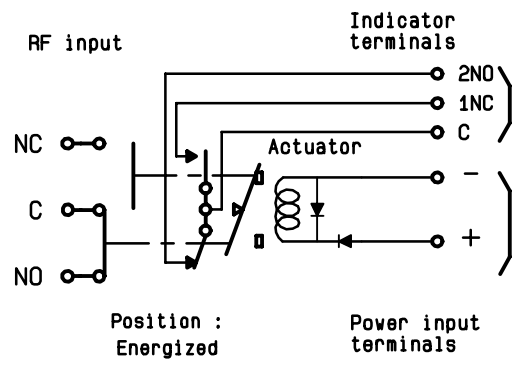 Indicator
terminals
RF input
2NO
1NC
C
Actuator
NC
C
NO
−
+
Position :
Energized
Power input
terminals